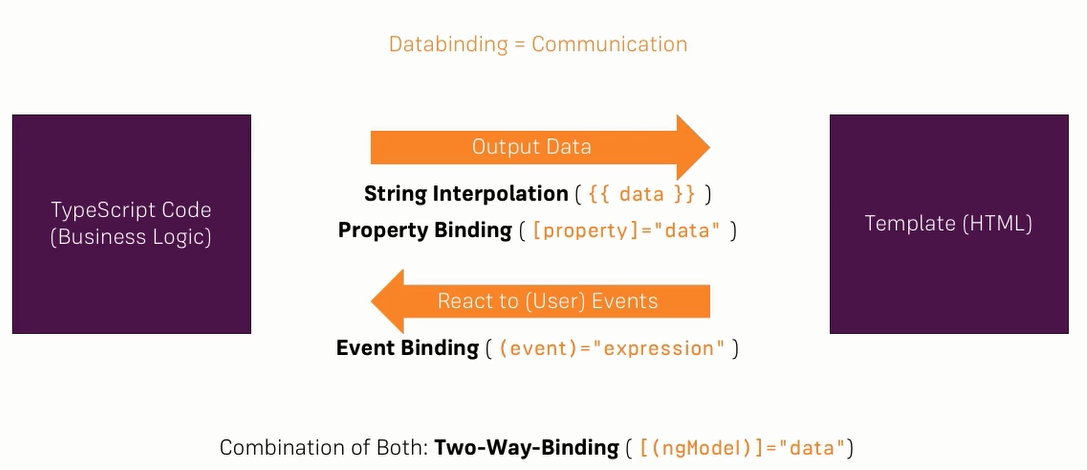 Databinding = Communication
TypeScript Code
(Business Logic)
Output Data
String Interpolation ( {{ data }} )
Property Binding ( [property]="data" )
React to (User) Events
Event Binding ( (event)="expression" )
Template (HTML)
Combination of Both: Two-Way-Binding ( [(ngModel)]="data")